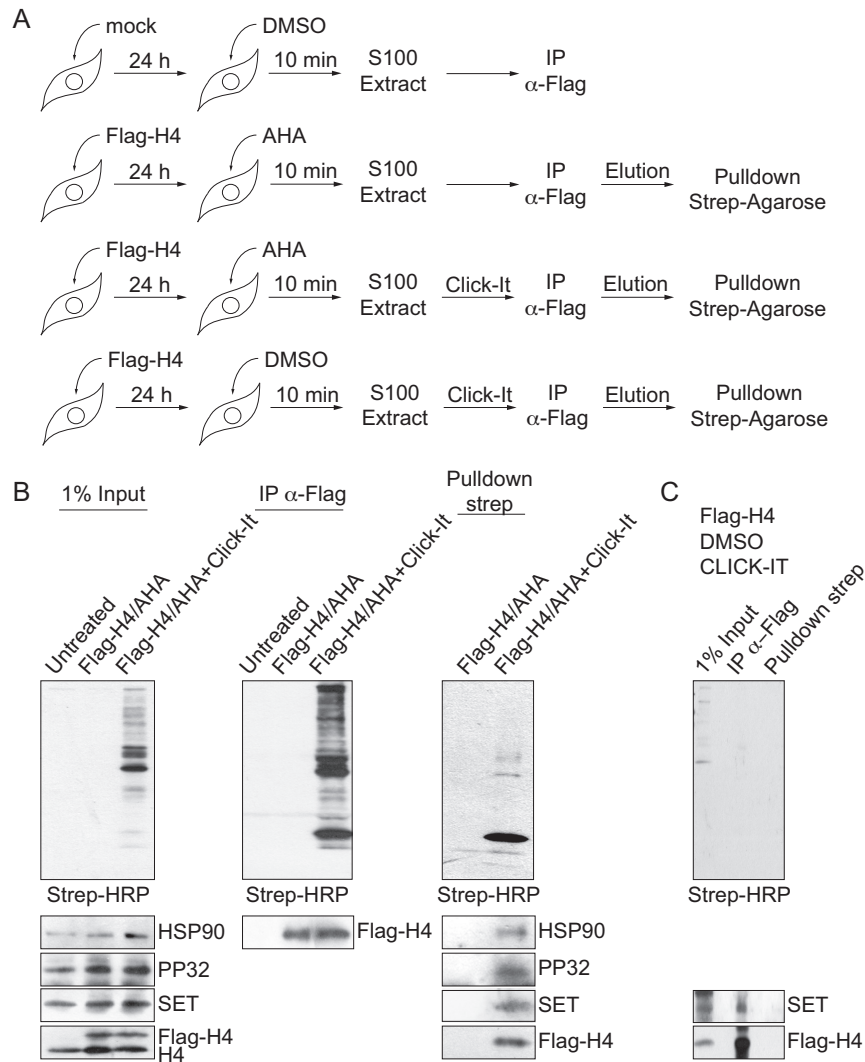 A
mock
DMSO
24 h
10 min
S100
Extract
IP
α-Flag
Flag-H4
AHA
24 h
10 min
S100
Extract
IP
α-Flag
Elution
Pulldown
Strep-Agarose
Flag-H4
AHA
24 h
10 min
S100
Extract
Click-It
IP
α-Flag
Elution
Pulldown
Strep-Agarose
Flag-H4
DMSO
24 h
10 min
S100
Extract
Click-It
IP
α-Flag
Elution
Pulldown
Strep-Agarose
B
1% Input
Untreated
Flag-H4/AHA
Flag-H4/AHA+Click-It
Strep-HRP
HSP90
PP32
SET
Flag-H4
H4
IP α-Flag
Untreated
Flag-H4/AHA
Flag-H4/AHA+Click-It
Strep-HRP
Flag-H4
Pulldown
strep
Flag-H4/AHA
Flag-H4/AHA+Click-It
Strep-HRP
HSP90
PP32
SET
Flag-H4
C
Flag-H4
DMSO
CLICK-IT
1% Input
IP α-Flag
Pulldown strep
Strep-HRP
SET
Flag-H4